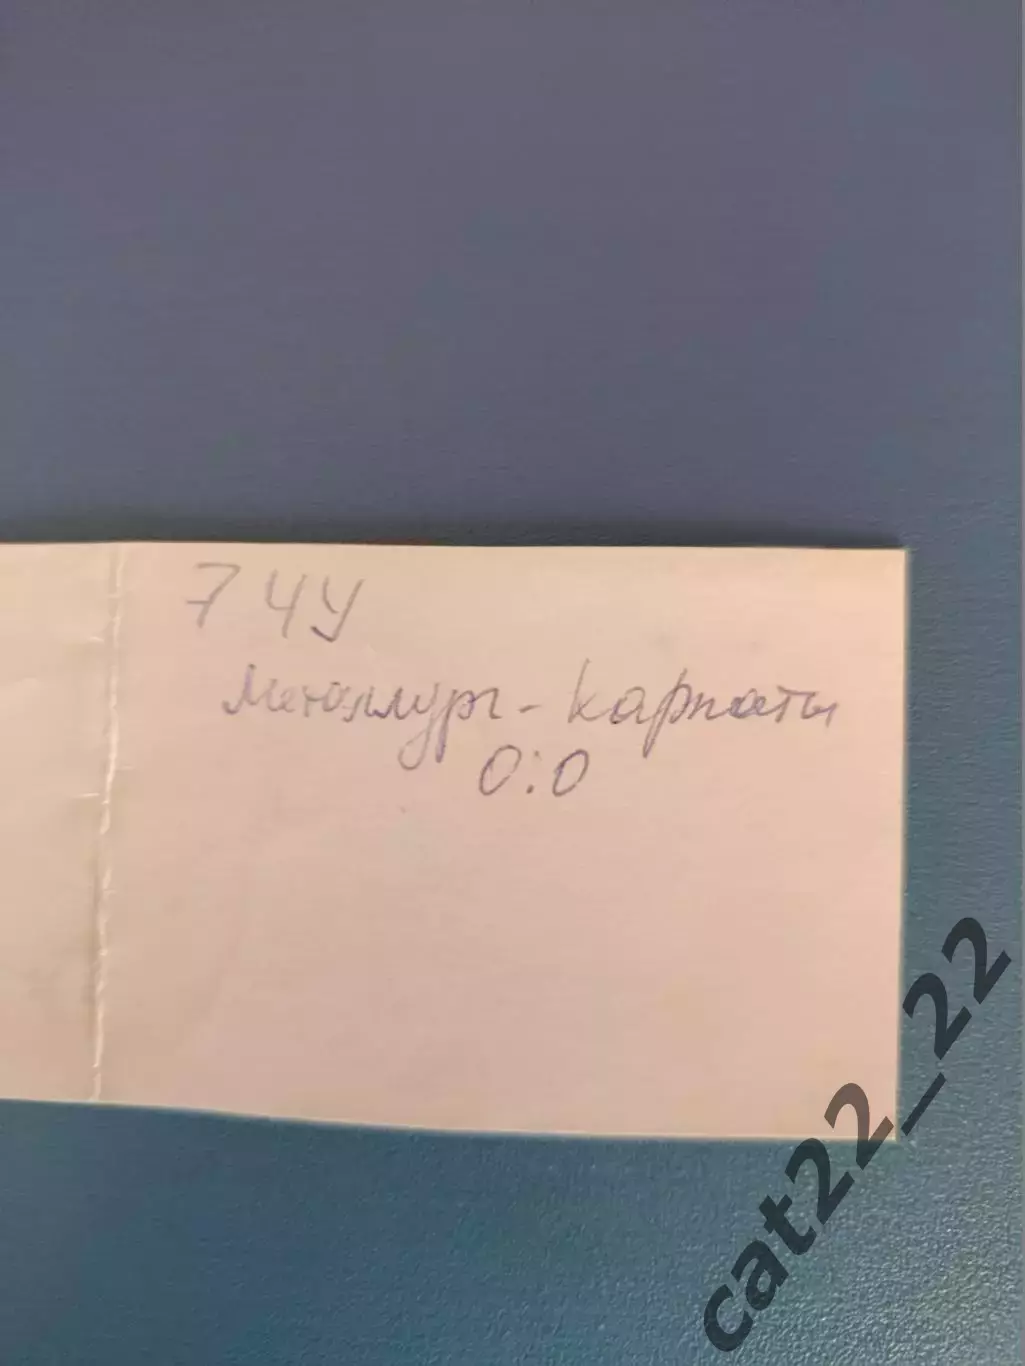 7 ЧУ
Металлург - Карпаты
0:0
cat22_22